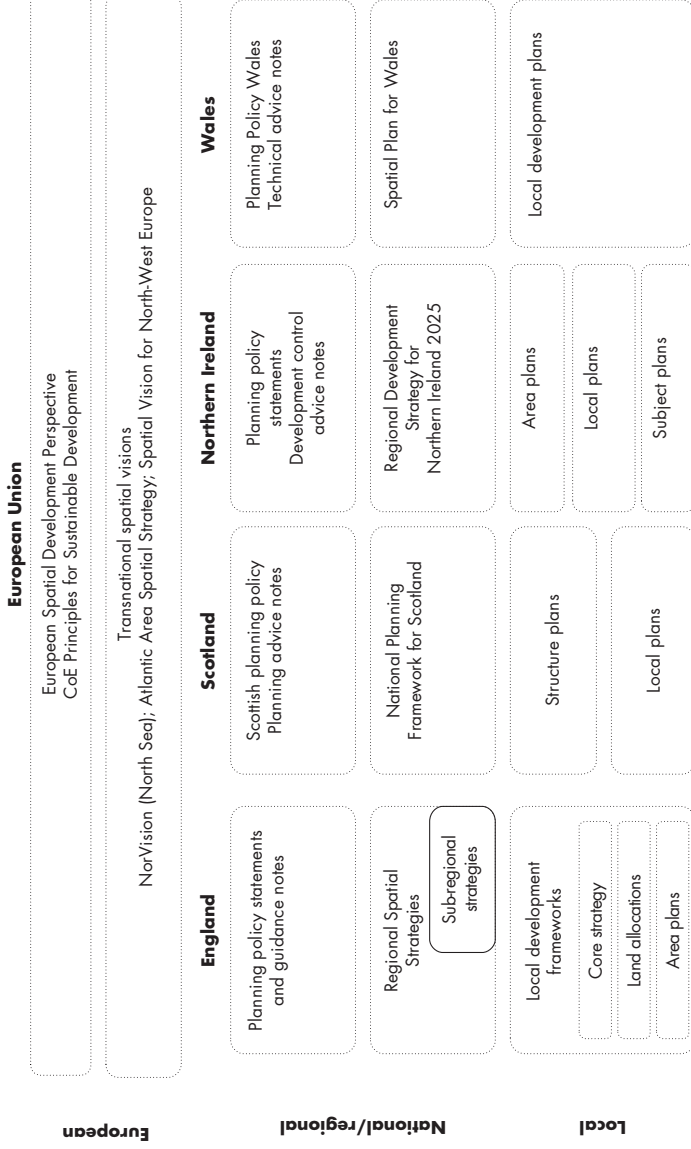 European Union
European
European Spatial Development Perspective
CoE Principles for Sustainable Development
Transnational spatial visions
NorVision (North Sea); Atlantic Area Spatial Strategy; Spatial Vision for North-West Europe
England
Scotland
Northern Ireland
Wales
National/regional
Planning policy statements
and guidance notes
Scottish planning policy
Planning advice notes
Planning policy
statements
Development control
advice notes
Planning Policy Wales
Technical advice notes
Regional Spatial
Strategies
Sub-regional
strategies
National Planning
Framework for Scotland
Regional Development
Strategy for
Northern Ireland 2025
Spatial Plan for Wales
Local
Local development
frameworks
Core strategy
Land allocations
Area plans
Structure plans
Local plans
Area plans
Local plans
Subject plans
Local development plans